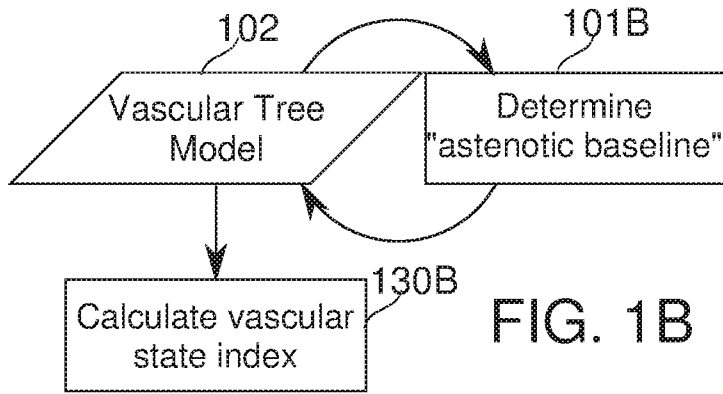 102
101B
Vascular Tree
Model
Determine
"astenotic baseline"
130B
Calculate vascular
state index
FIG. 1B